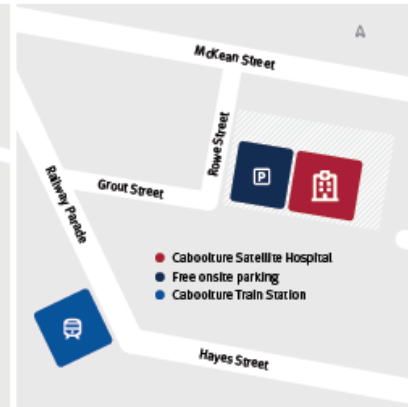 A
McKean Street
Rowe Street
P
Grout Street
Railway Parade
Caboolture Satellite Hospital
Free onsite parking
Caboolture Train Station
Hayes Street